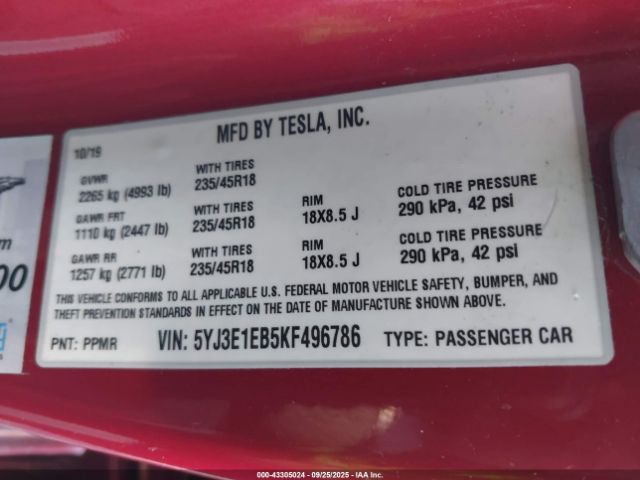 MFD BY TESLA, INC.
10/19
GVWR
2265 kg (4993 lb)
WITH TIRES
235/45R18
GAWR FRT
1110 kg (2447 lb)
WITH TIRES
235/45R18
RIM
18X8.5 J
COLD TIRE PRESSURE
290 kPa, 42 psi
GAWR RR
1257 kg (2771 lb)
WITH TIRES
235/45R18
RIM
18X8.5 J
COLD TIRE PRESSURE
290 kPa, 42 psi
THIS VEHICLE CONFORMS TO ALL APPLICABLE U.S. FEDERAL MOTOR VEHICLE SAFETY, BUMPER, AND
THEFT PREVENTION STANDARDS IN EFFECT ON THE DATE OF MANUFACTURE SHOWN ABOVE.
PNT: PPMR VIN: 5YJ3E1EB5KF496786 TYPE: PASSENGER CAR
00
000-43305024 - 09/25/2025 - IAA Inc.